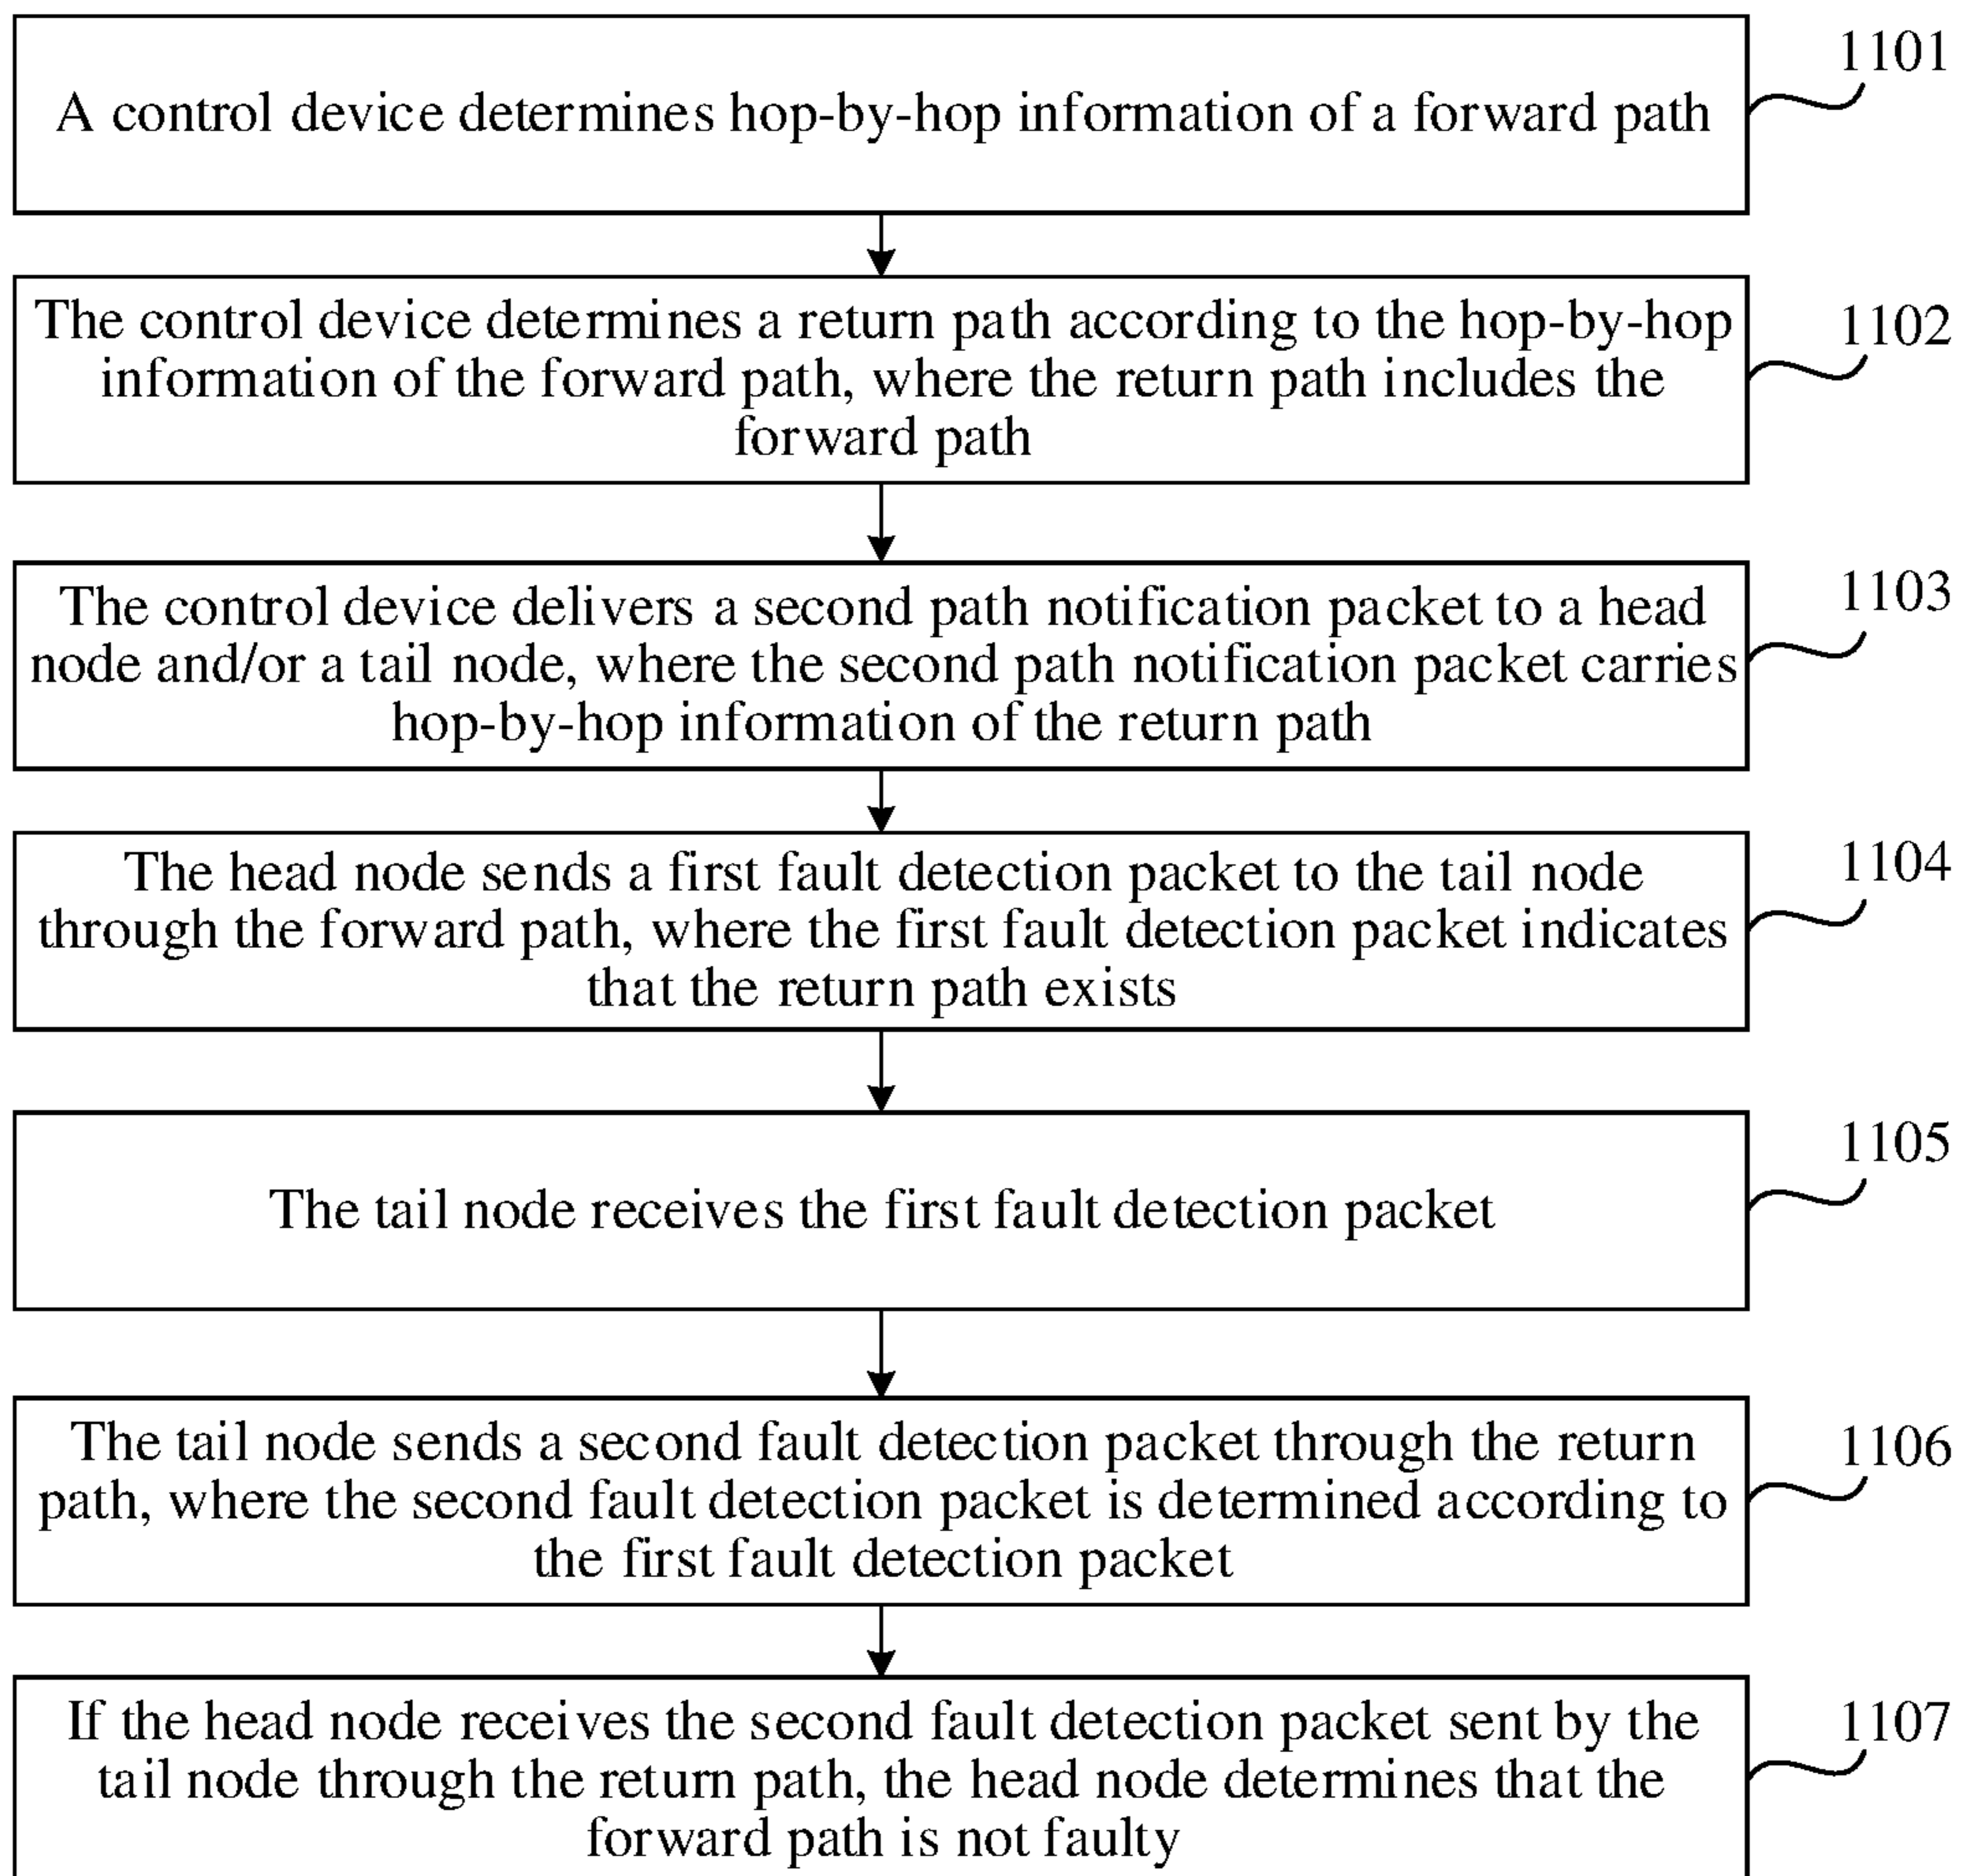 1101
A control device determines hop-by-hop information of a forward path
1102
The control device determines a return path according to the hop-by-hop
information of the forward path, where the return path includes the
forward path
1103
The control device delivers a second path notification packet to a head
node and/or a tail node, where the second path notification packet carries
hop-by-hop information of the return path
1104
The head node sends a first fault detection packet to the tail node
through the forward path, where the first fault detection packet indicates
that the return path exists
1105
The tail node receives the first fault detection packet
1106
The tail node sends a second fault detection packet through the return
path, where the second fault detection packet is determined according to
the first fault detection packet
1107
If the head node receives the second fault detection packet sent by the
tail node through the return path, the head node determines that the
forward path is not faulty